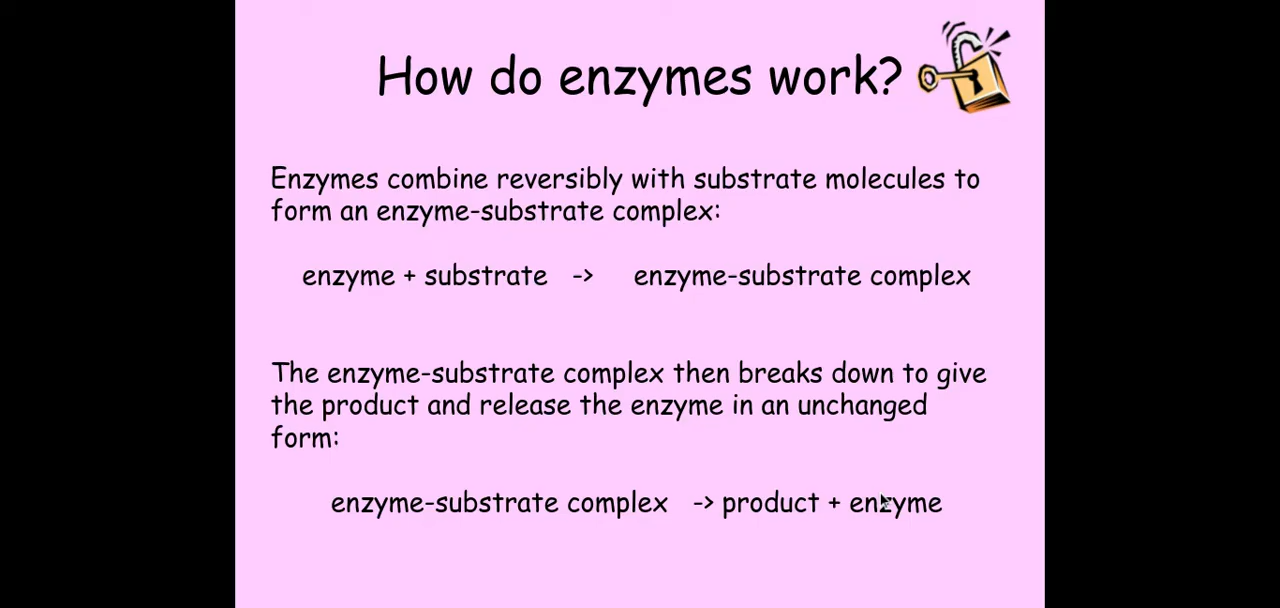 How do enzymes work?
Enzymes combine reversibly with substrate molecules to
form an enzyme-substrate complex:
enzyme + substrate -> enzyme-substrate complex
The enzyme-substrate complex then breaks down to give
the product and release the enzyme in an unchanged
form:
enzyme-substrate complex -> product + enzyme